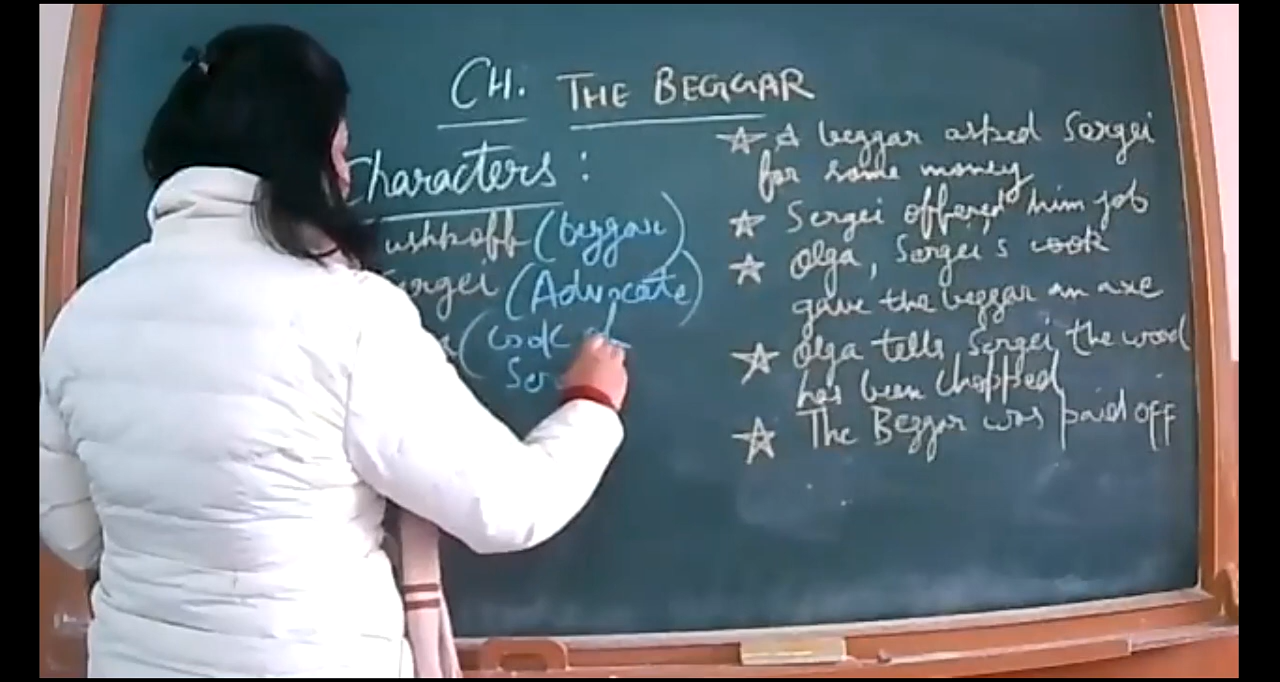 CH. THE BEGGAR
Characters :
ushkoff (beggar)
ergei (Advocate)
a (cook of
Ser
☆ A beggar asked Sergei
for some money
☆ Sergei offered him job
☆ Olga, Sergei's cook
gave the beggar an axe
☆ Olga tells Sergei the wood
has been chopped
☆ The Beggar was paid off